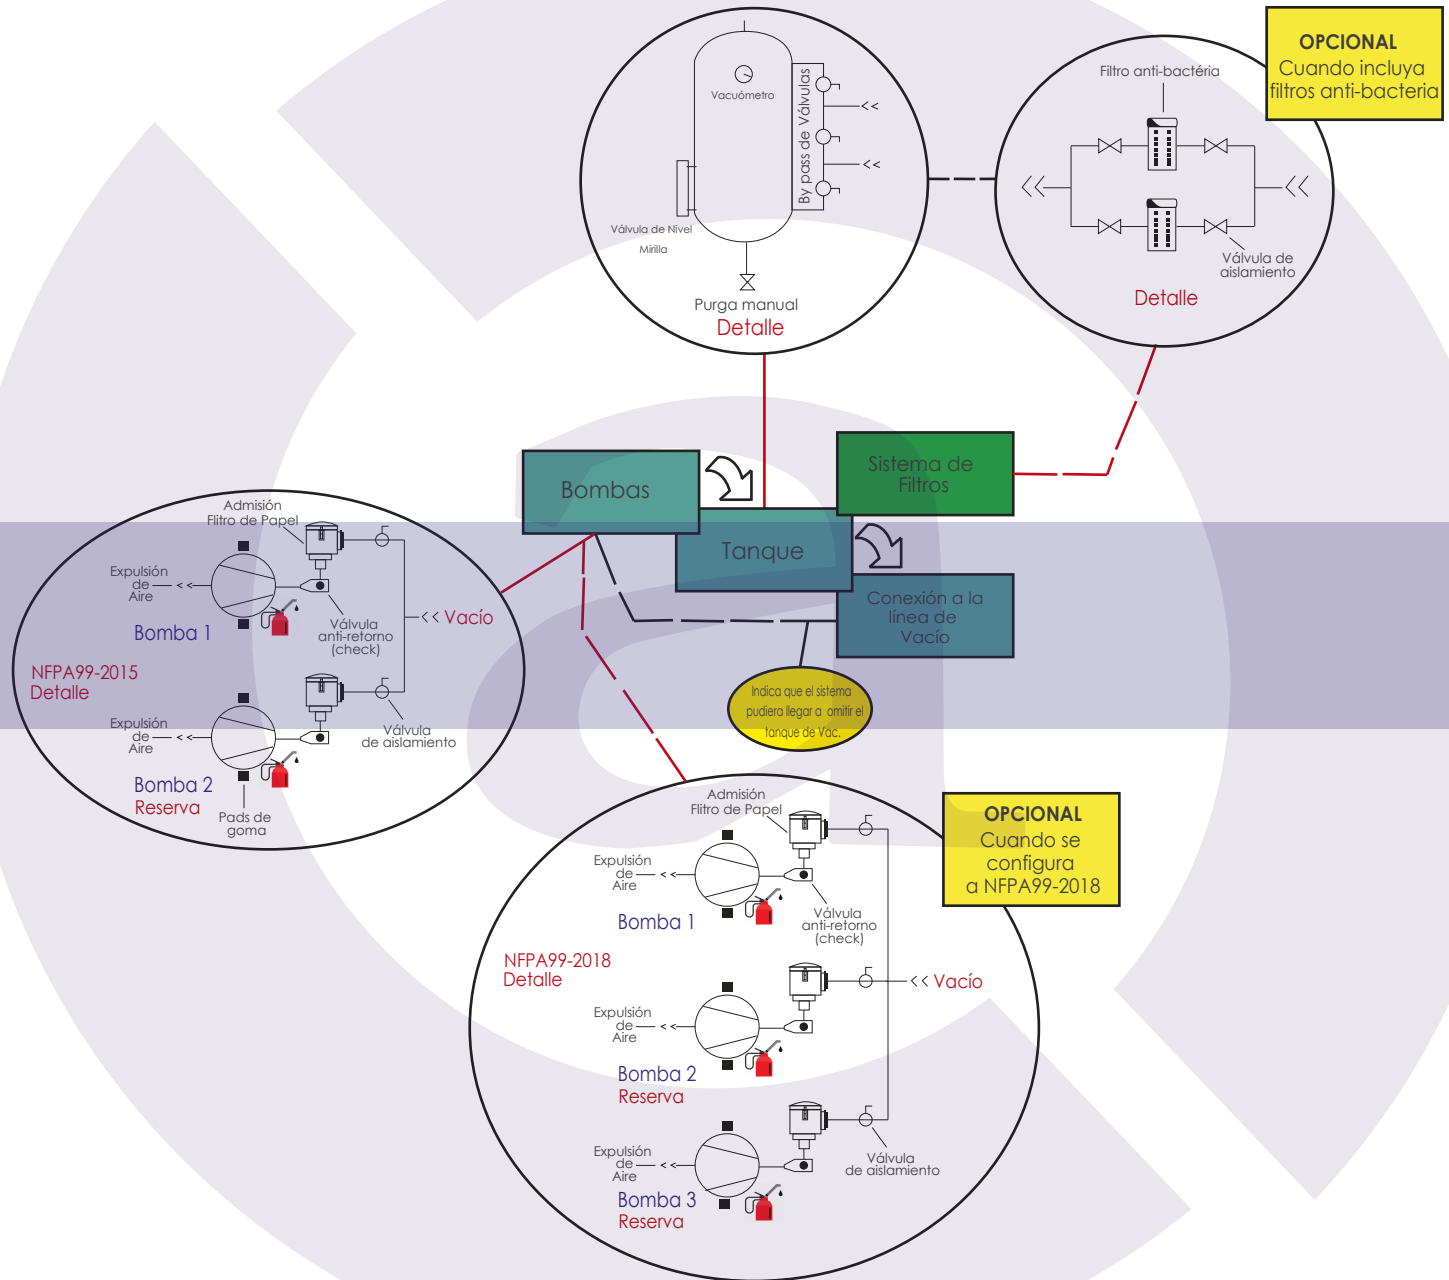 OPCIONAL
Cuando incluya
filtros anti-bacteria
Vacuómetro
By pass de Válvulas
Válvula de Nivel
Mirilla
Purga manual
Detalle
Filtro anti-bactéria
Válvula de
aislamiento
Detalle
Bombas
Tanque
Sistema de
Filtros
Conexión a la
línea de
Vacío
Indica que el sistema
pudiera llegar a omitir el
tanque de Vac.
Admisión
Flitro de Papel
Expulsión
de
Aire
Bomba 1
Válvula
anti-retorno
(check)
Vacío
NFPA99-2015
Detalle
Expulsión
de
Aire
Válvula
de aislamiento
Bomba 2
Reserva
Pads de
goma
OPCIONAL
Cuando se
configura
a NFPA99-2018
Admisión
Flitro de Papel
Expulsión
de
Aire
Bomba 1
Válvula
anti-retorno
(check)
NFPA99-2018
Detalle
Vacío
Expulsión
de
Aire
Bomba 2
Reserva
Expulsión
de
Aire
Válvula
de aislamiento
Bomba 3
Reserva